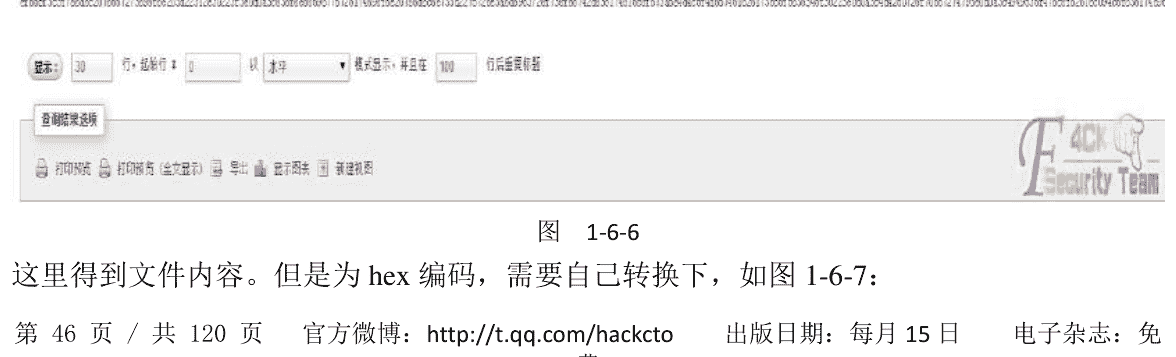 显示: 30 行, 起始行: 0 以 水平 模式显示, 并且在 100 行后重复标题
查询结果选项
打印预览 打印预览 (全文显示) 导出 显示图表 新建视图
F4CK
Security Team
图 1-6-6
这里得到文件内容。但是为 hex 编码，需要自己转换下，如图 1-6-7：
第 46 页 / 共 120 页 官方微博：http://t.qq.com/hackcto 出版日期：每月 15 日 电子杂志：免